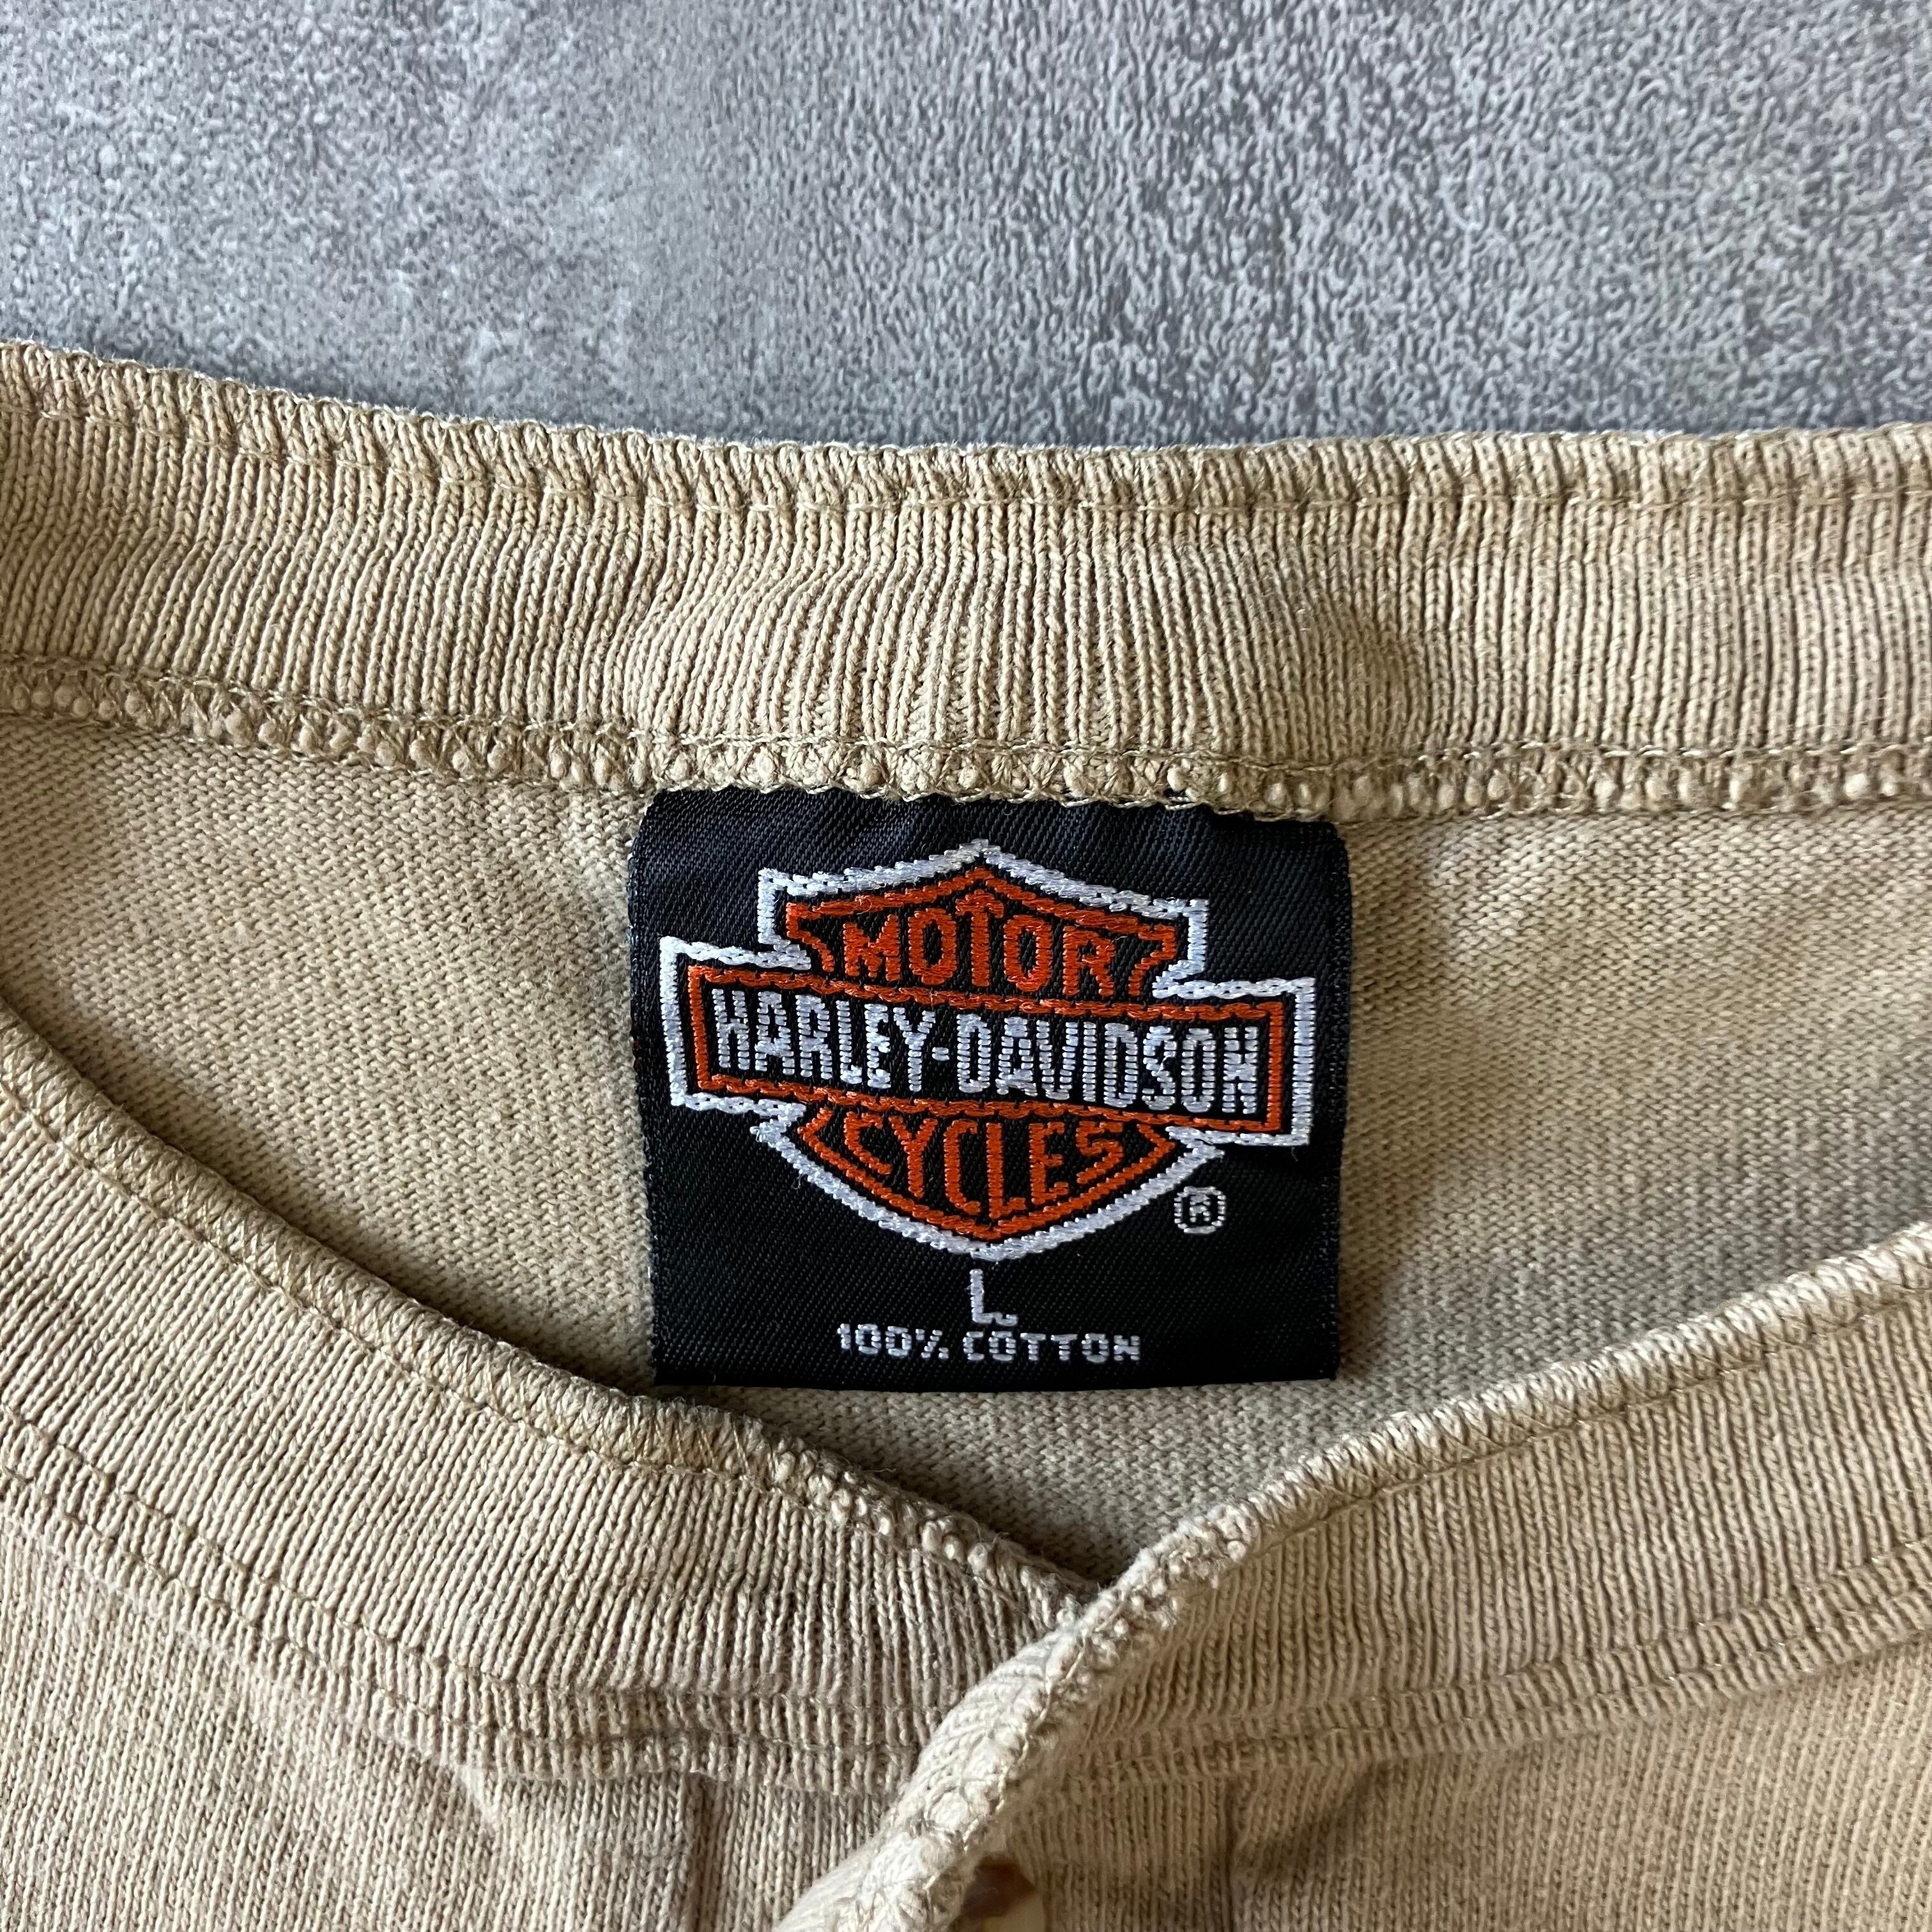 MOTOR
HARLEY-DAVIDSON
CYCLES
®
L
100% COTTON